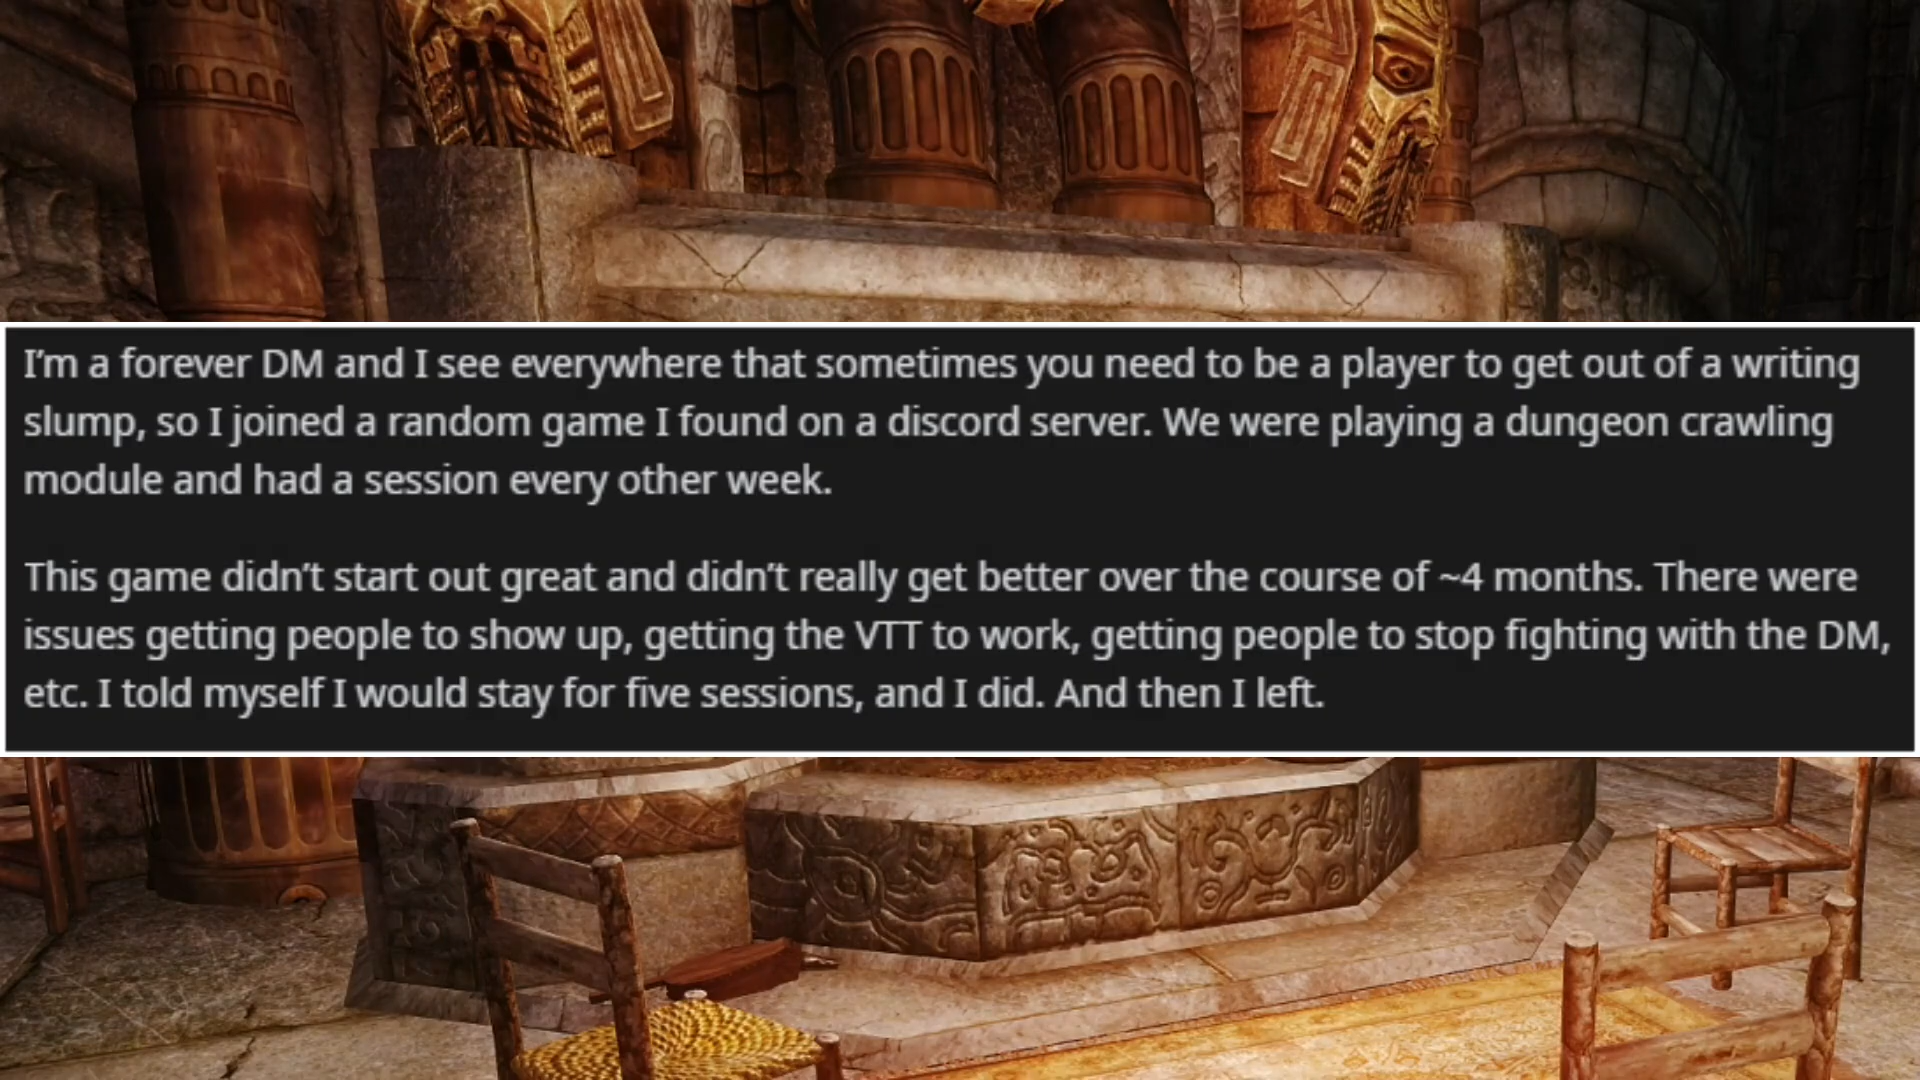 I’m a forever DM and I see everywhere that sometimes you need to be a player to get out of a writing
slump, so I joined a random game I found on a discord server. We were playing a dungeon crawling
module and had a session every other week.
This game didn’t start out great and didn’t really get better over the course of ~4 months. There were
issues getting people to show up, getting the VTT to work, getting people to stop fighting with the DM,
etc. I told myself I would stay for five sessions, and I did. And then I left.